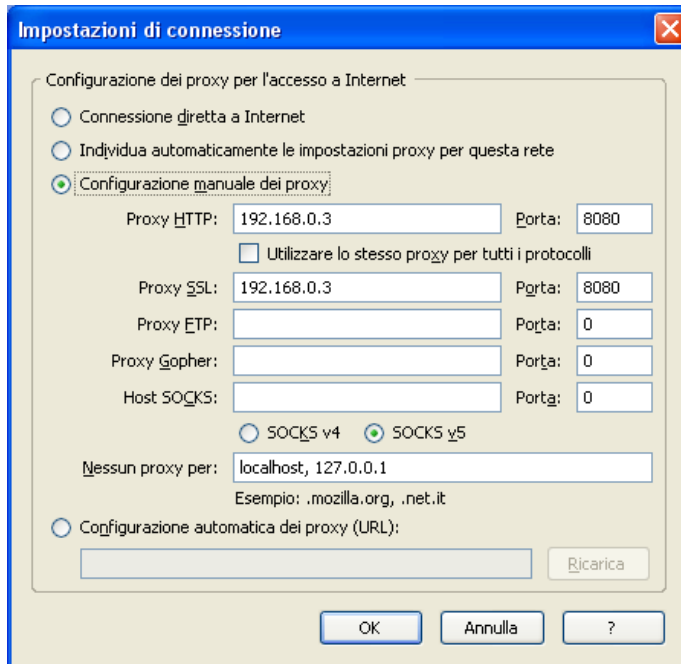 Impostazioni di connessione
Configurazione dei proxy per l'accesso a Internet
Connessione diretta a Internet
Individua automaticamente le impostazioni proxy per questa rete
Configurazione manuale dei proxy
Proxy HTTP: 192.168.0.3 Porta: 8080
Utilizzare lo stesso proxy per tutti i protocolli
Proxy SSL: 192.168.0.3 Porta: 8080
Proxy FTP: Porta: 0
Proxy Gopher: Porta: 0
Host SOCKS: Porta: 0
SOCKS v4 SOCKS v5
Nessun proxy per: localhost, 127.0.0.1
Esempio: .mozilla.org, .net.it
Configurazione automatica dei proxy (URL):
Ricarica
OK Annulla ?